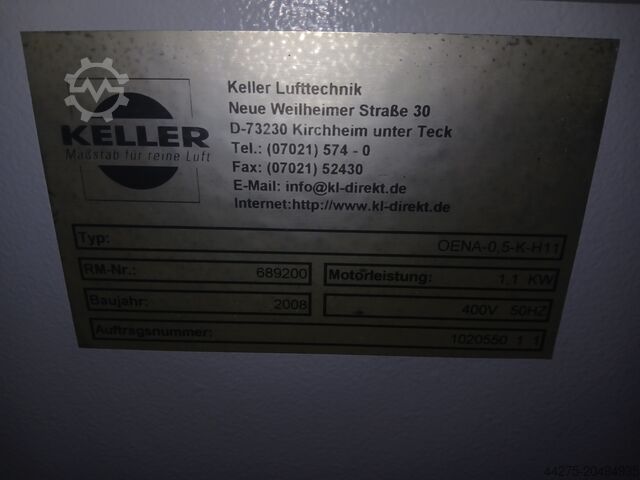 KELLER
Maßstab für reine Luft
Keller Lufttechnik
Neue Weilheimer Straße 30
D-73230 Kirchheim unter Teck
Tel.: (07021) 574 - 0
Fax: (07021) 52430
E-Mail: info@kl-direkt.de
Internet:http//www.kl-direkt.de
Typ: OENA-0,5-K-H11
RM-Nr.: 689200 Motorleistung: 1,1 KW
Baujahr: 2008 400V 50HZ
Auftragsnummer: 1020550 1 1
44275-20484935